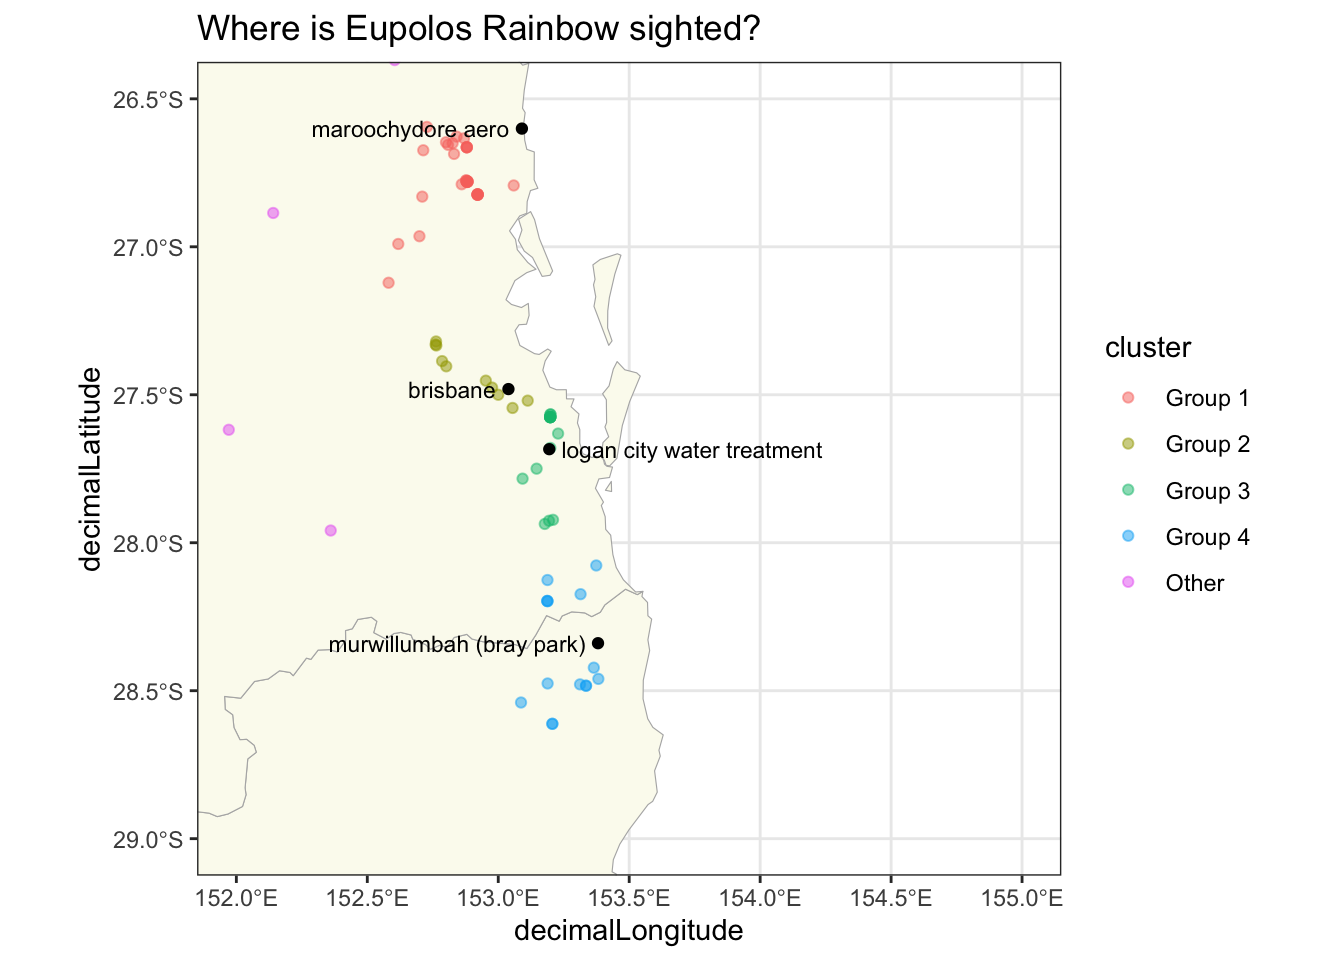 Where is Eupolos Rainbow sighted?
26.5°S
27.0°S
27.5°S
28.0°S
28.5°S
29.0°S
decimalLatitude
maroochydore aero
brisbane
logan city water treatment
murwillumbah (bray park)
152.0°E
152.5°E
153.0°E
153.5°E
154.0°E
154.5°E
155.0°E
decimalLongitude
cluster
Group 1
Group 2
Group 3
Group 4
Other